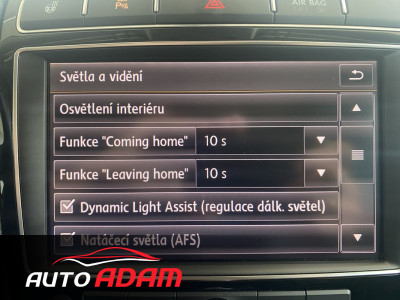 AIR BAG
Světla a vidění
Osvětlení interiéru
Funkce "Coming home" 10 s
Funkce "Leaving home" 10 s
Dynamic Light Assist (regulace dálk. světel)
Natáčecí světla (AFS)
AUTO ADAM